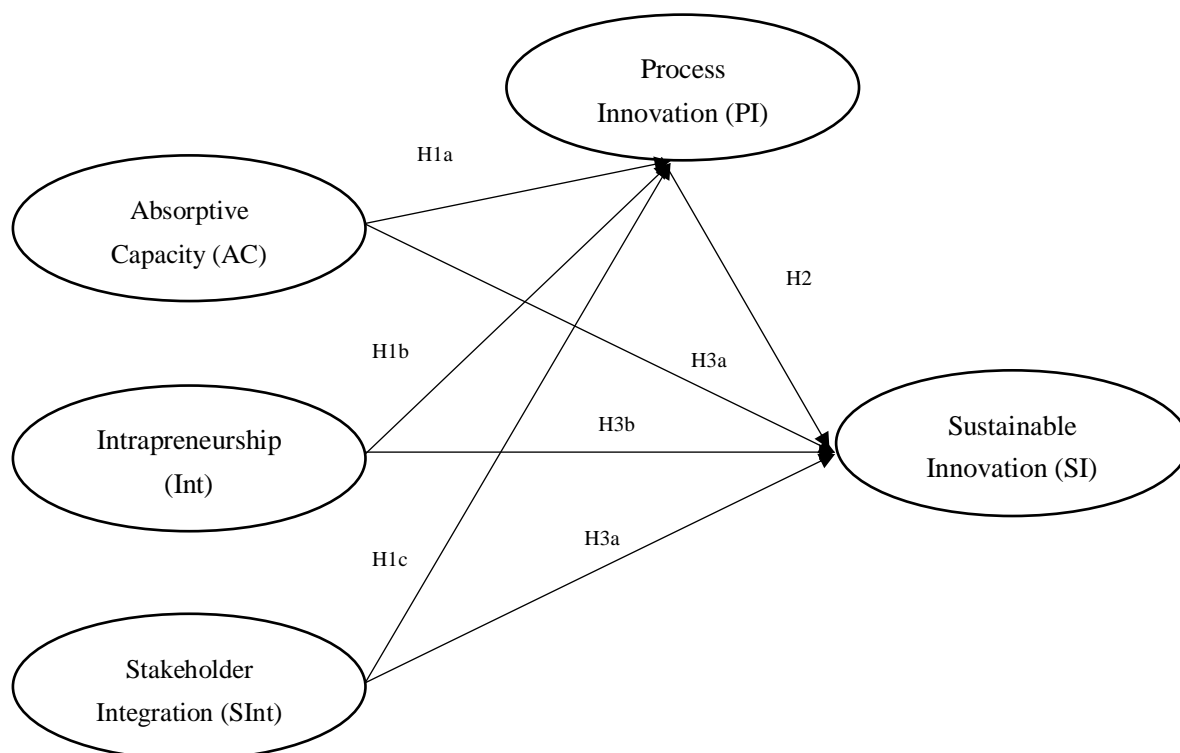 Process
Innovation (PI)
H1a
Absorptive
Capacity (AC)
H2
H1b
H3a
Intrapreneurship
(Int)
H3b
Sustainable
Innovation (SI)
H3a
H1c
Stakeholder
Integration (SInt)